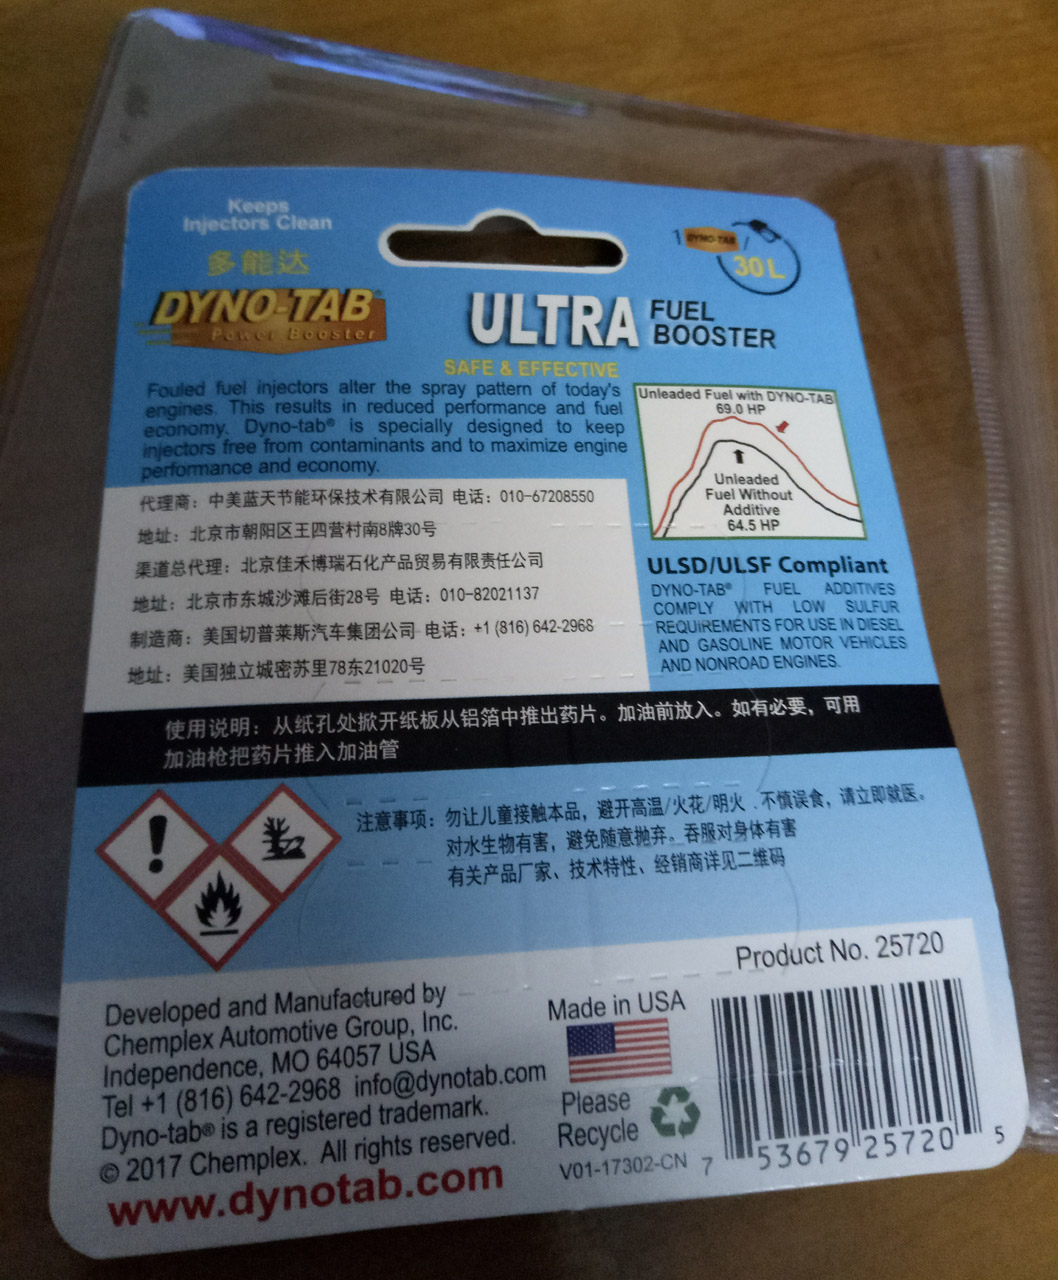 Keeps
Injectors Clean
多能达
DYNO-TAB®
Power Booster
1 DYNO-TAB /
30 L
ULTRA FUEL
BOOSTER
SAFE & EFFECTIVE
Fouled fuel injectors alter the spray pattern of today's
engines. This results in reduced performance and fuel
economy. Dyno-tab® is specially designed to keep
injectors free from contaminants and to maximize engine
performance and economy.
Unleaded Fuel with DYNO-TAB
69.0 HP
Unleaded
Fuel Without
Additive
64.5 HP
代理商：中美蓝天节能环保技术有限公司 电话：010-67208550
地址：北京市朝阳区王四营村南8牌30号
渠道总代理：北京佳禾博瑞石化产品贸易有限责任公司
地址：北京市东城沙滩后街28号 电话：010-82021137
制造商：美国切普莱斯汽车集团公司 电话：+1 (816) 642-2968
地址：美国独立城密苏里78东21020号
ULSD/ULSF Compliant
DYNO-TAB® FUEL ADDITIVES
COMPLY WITH LOW SULFUR
REQUIREMENTS FOR USE IN DIESEL
AND GASOLINE MOTOR VEHICLES
AND NONROAD ENGINES.
使用说明：从纸孔处掀开纸板从铝箔中推出药片。加油前放入。如有必要，可用
加油枪把药片推入加油管
注意事项：勿让儿童接触本品，避开高温/火花/明火．不慎误食，请立即就医。
对水生物有害，避免随意抛弃。吞服对身体有害
有关产品厂家、技术特性、经销商详见二维码
Product No. 25720
Developed and Manufactured by
Chemplex Automotive Group, Inc.
Independence, MO 64057 USA
Tel +1 (816) 642-2968 info@dynotab.com
Dyno-tab® is a registered trademark.
© 2017 Chemplex. All rights reserved.
www.dynotab.com
Made in USA
Please
Recycle
V01-17302-CN
7 53679 25720 5